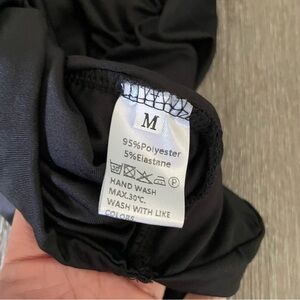 M
95%Polyester
5%Elastane
HAND WASH
MAX.30℃.
WASH WITH LIKE
COLORS